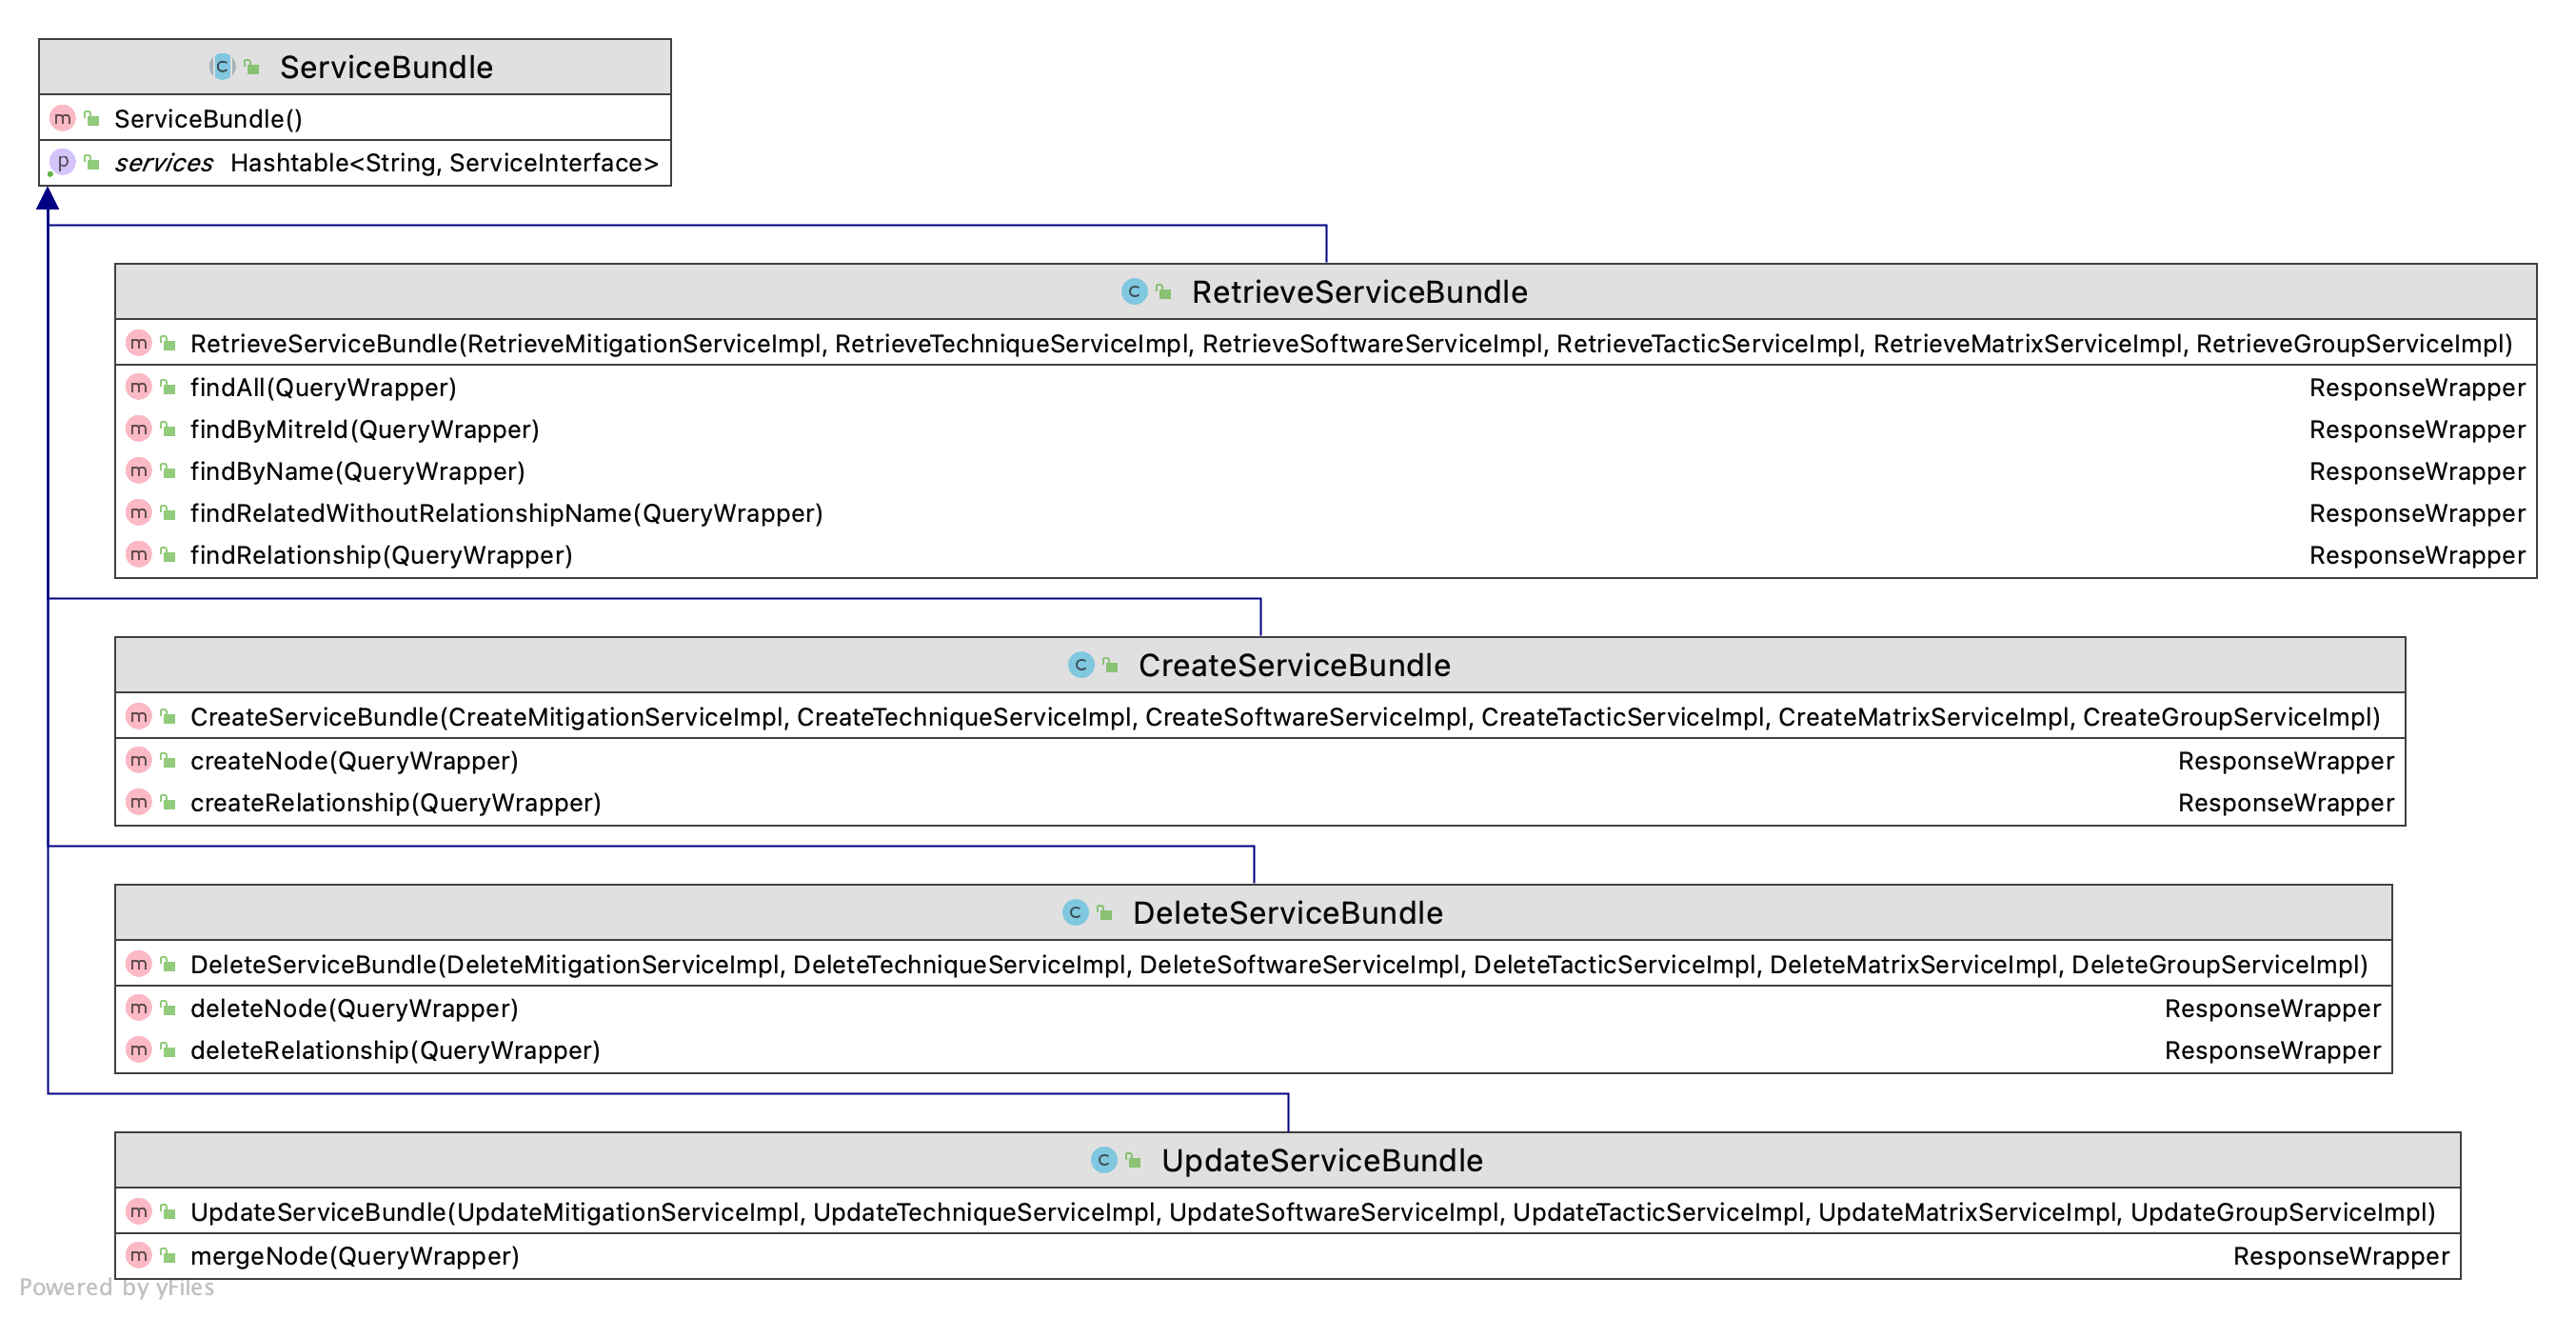 ServiceBundle
ServiceBundle()
services Hashtable<String, ServiceInterface>
RetrieveServiceBundle
RetrieveServiceBundle(RetrieveMitigationServiceImpl, RetrieveTechniqueServiceImpl, RetrieveSoftwareServiceImpl, RetrieveTacticServiceImpl, RetrieveMatrixServiceImpl, RetrieveGroupServiceImpl)
findAll(QueryWrapper) ResponseWrapper
findByMitreId(QueryWrapper) ResponseWrapper
findByName(QueryWrapper) ResponseWrapper
findRelatedWithoutRelationshipName(QueryWrapper) ResponseWrapper
findRelationship(QueryWrapper) ResponseWrapper
CreateServiceBundle
CreateServiceBundle(CreateMitigationServiceImpl, CreateTechniqueServiceImpl, CreateSoftwareServiceImpl, CreateTacticServiceImpl, CreateMatrixServiceImpl, CreateGroupServiceImpl)
createNode(QueryWrapper) ResponseWrapper
createRelationship(QueryWrapper) ResponseWrapper
DeleteServiceBundle
DeleteServiceBundle(DeleteMitigationServiceImpl, DeleteTechniqueServiceImpl, DeleteSoftwareServiceImpl, DeleteTacticServiceImpl, DeleteMatrixServiceImpl, DeleteGroupServiceImpl)
deleteNode(QueryWrapper) ResponseWrapper
deleteRelationship(QueryWrapper) ResponseWrapper
UpdateServiceBundle
UpdateServiceBundle(UpdateMitigationServiceImpl, UpdateTechniqueServiceImpl, UpdateSoftwareServiceImpl, UpdateTacticServiceImpl, UpdateMatrixServiceImpl, UpdateGroupServiceImpl)
mergeNode(QueryWrapper) ResponseWrapper
Powered by yFiles